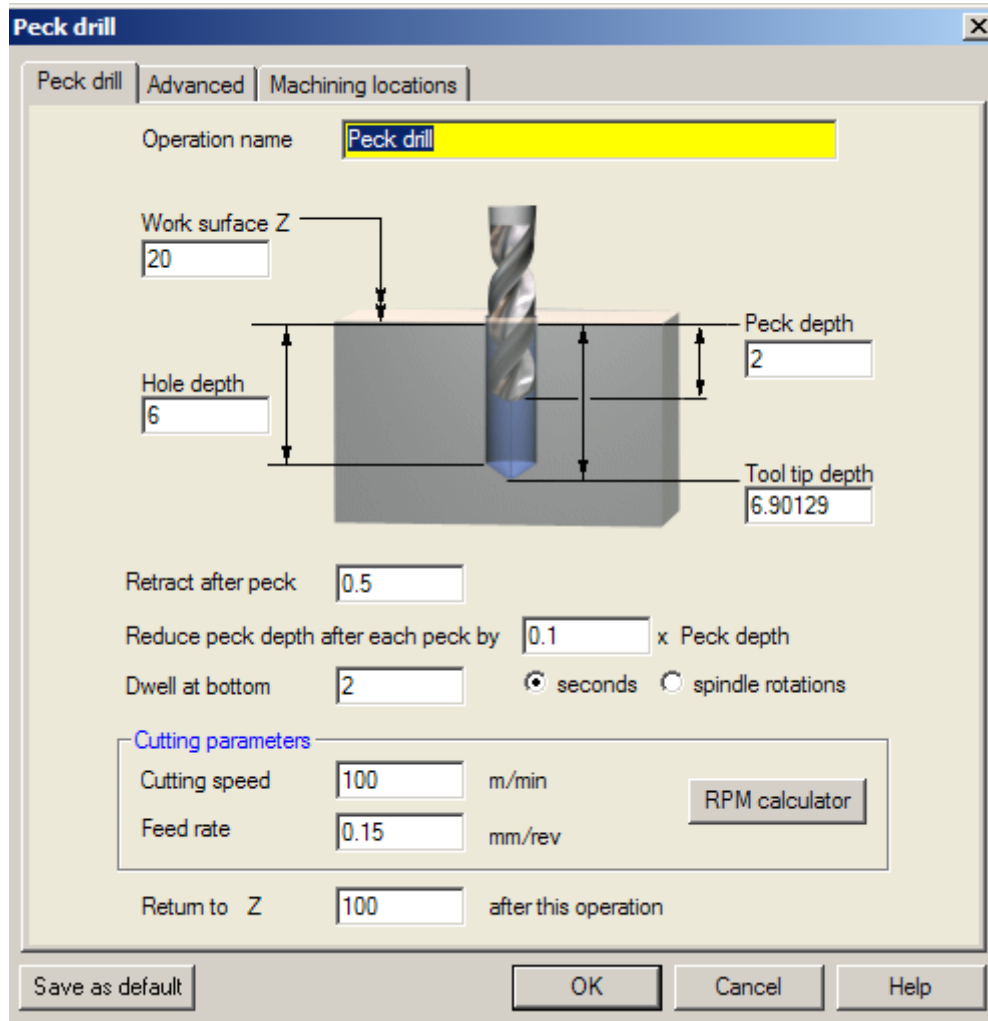 Peck drill
Peck drill Advanced Machining locations
Operation name Peck drill
Work surface Z
20
Peck depth
2
Hole depth
6
Tool tip depth
6.90129
Retract after peck 0.5
Reduce peck depth after each peck by 0.1 x Peck depth
Dwell at bottom 2 seconds spindle rotations
Cutting parameters
Cutting speed 100 m/min
RPM calculator
Feed rate 0.15 mm/rev
Return to Z 100 after this operation
Save as default OK Cancel Help